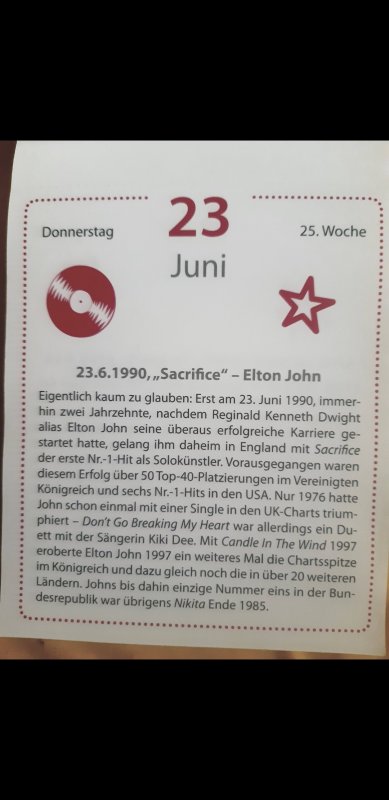 Donnerstag
23
25. Woche
Juni
23.6.1990, „Sacrifice“ – Elton John
Eigentlich kaum zu glauben: Erst am 23. Juni 1990, immer-
hin zwei Jahrzehnte, nachdem Reginald Kenneth Dwight
alias Elton John seine überaus erfolgreiche Karriere ge-
startet hatte, gelang ihm daheim in England mit Sacrifice
der erste Nr.-1-Hit als Solokünstler. Vorausgegangen waren
diesem Erfolg über 50 Top-40-Platzierungen im Vereinigten
Königreich und sechs Nr.-1-Hits in den USA. Nur 1976 hatte
John schon einmal mit einer Single in den UK-Charts trium-
phiert – Don’t Go Breaking My Heart war allerdings ein Du-
ett mit der Sängerin Kiki Dee. Mit Candle In The Wind 1997
eroberte Elton John 1997 ein weiteres Mal die Chartsspitze
im Königreich und dazu gleich noch die in über 20 weiteren
Ländern. Johns bis dahin einzige Nummer eins in der Bun-
desrepublik war übrigens Nikita Ende 1985.